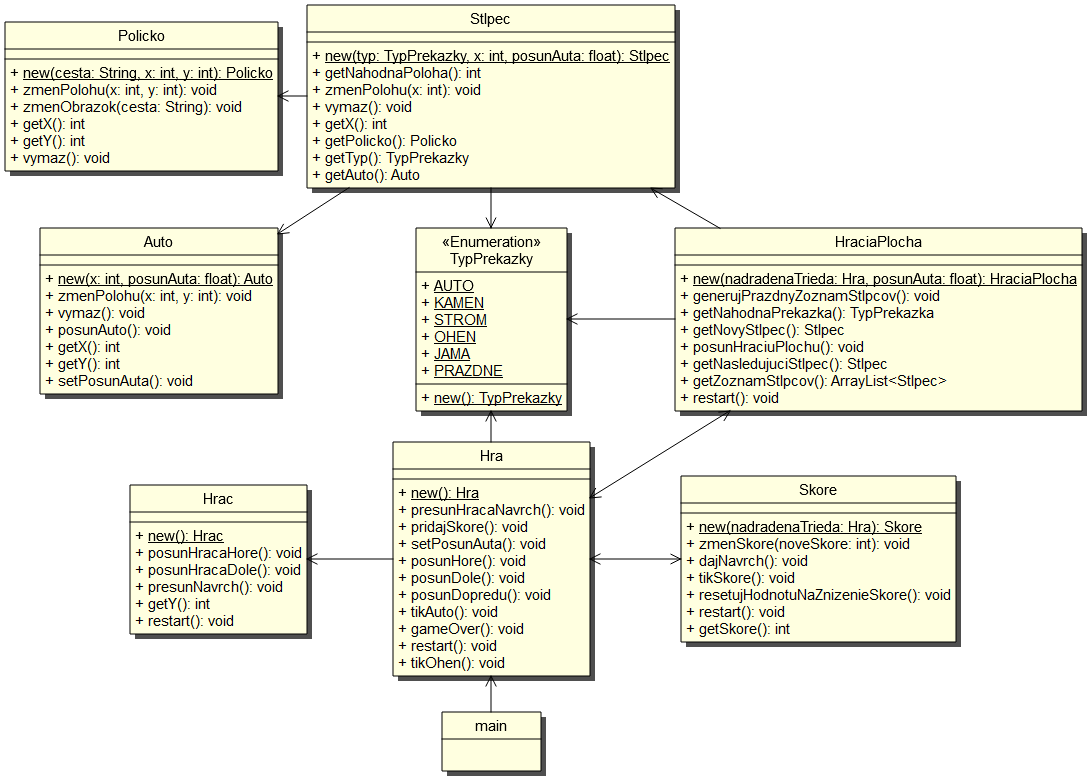 Policko
+ new(cesta: String, x: int, y: int): Policko
+ zmenPolohu(x: int, y: int): void
+ zmenObrazok(cesta: String): void
+ getX(): int
+ getY(): int
+ vymaz(): void
Stlpec
+ new(typ: TypPrekazky, x: int, posunAuta: float): Stlpec
+ getNahodnaPoloha(): int
+ zmenPolohu(x: int): void
+ vymaz(): void
+ getX(): int
+ getPolicko(): Policko
+ getTyp(): TypPrekazky
+ getAuto(): Auto
Auto
+ new(x: int, posunAuta: float): Auto
+ zmenPolohu(x: int, y: int): void
+ vymaz(): void
+ posunAuto(): void
+ getX(): int
+ getY(): int
+ setPosunAuta(): void
«Enumeration»
TypPrekazky
+ AUTO
+ KAMEN
+ STROM
+ OHEN
+ JAMA
+ PRAZDNE
+ new(): TypPrekazky
HraciaPlocha
+ new(nadradenaTrieda: Hra, posunAuta: float): HraciaPlocha
+ generujPrazdnyZoznamStlpcov(): void
+ getNahodnaPrekazka(): TypPrekazka
+ getNovyStlpec(): Stlpec
+ posunHraciuPlochu(): void
+ getNasledujuciStlpec(): Stlpec
+ getZoznamStlpcov(): ArrayList<Stlpec>
+ restart(): void
Hrac
+ new(): Hrac
+ posunHracaHore(): void
+ posunHracaDole(): void
+ presunNavrch(): void
+ getY(): int
+ restart(): void
Hra
+ new(): Hra
+ presunHracaNavrch(): void
+ pridajSkore(): void
+ setPosunAuta(): void
+ posunHore(): void
+ posunDole(): void
+ posunDopredu(): void
+ tikAuto(): void
+ gameOver(): void
+ restart(): void
+ tikOhen(): void
Skore
+ new(nadradenaTrieda: Hra): Skore
+ zmenSkore(noveSkore: int): void
+ dajNavrch(): void
+ tikSkore(): void
+ resetujHodnotuNaZnizenieSkore(): void
+ restart(): void
+ getSkore(): int
main